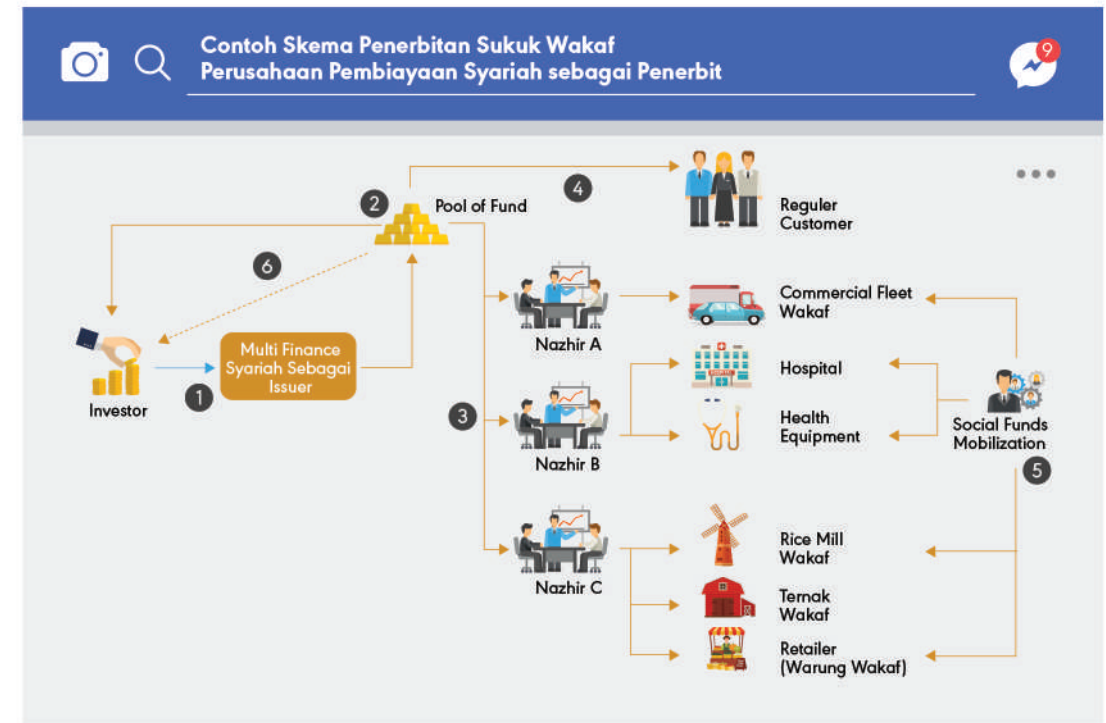 Contoh Skema Penerbitan Sukuk Wakaf
Perusahaan Pembiayaan Syariah sebagai Penerbit
9
4
2
Pool of Fund
Reguler
Customer
6
Commercial Fleet
Wakaf
Nazhir A
Multi Finance
Syariah Sebagai
Issuer
Hospital
1
Investor
3
Health
Equipment
Social Funds
Mobilization
Nazhir B
5
Rice Mill
Wakaf
Nazhir C
Ternak
Wakaf
Retailer
(Warung Wakaf)